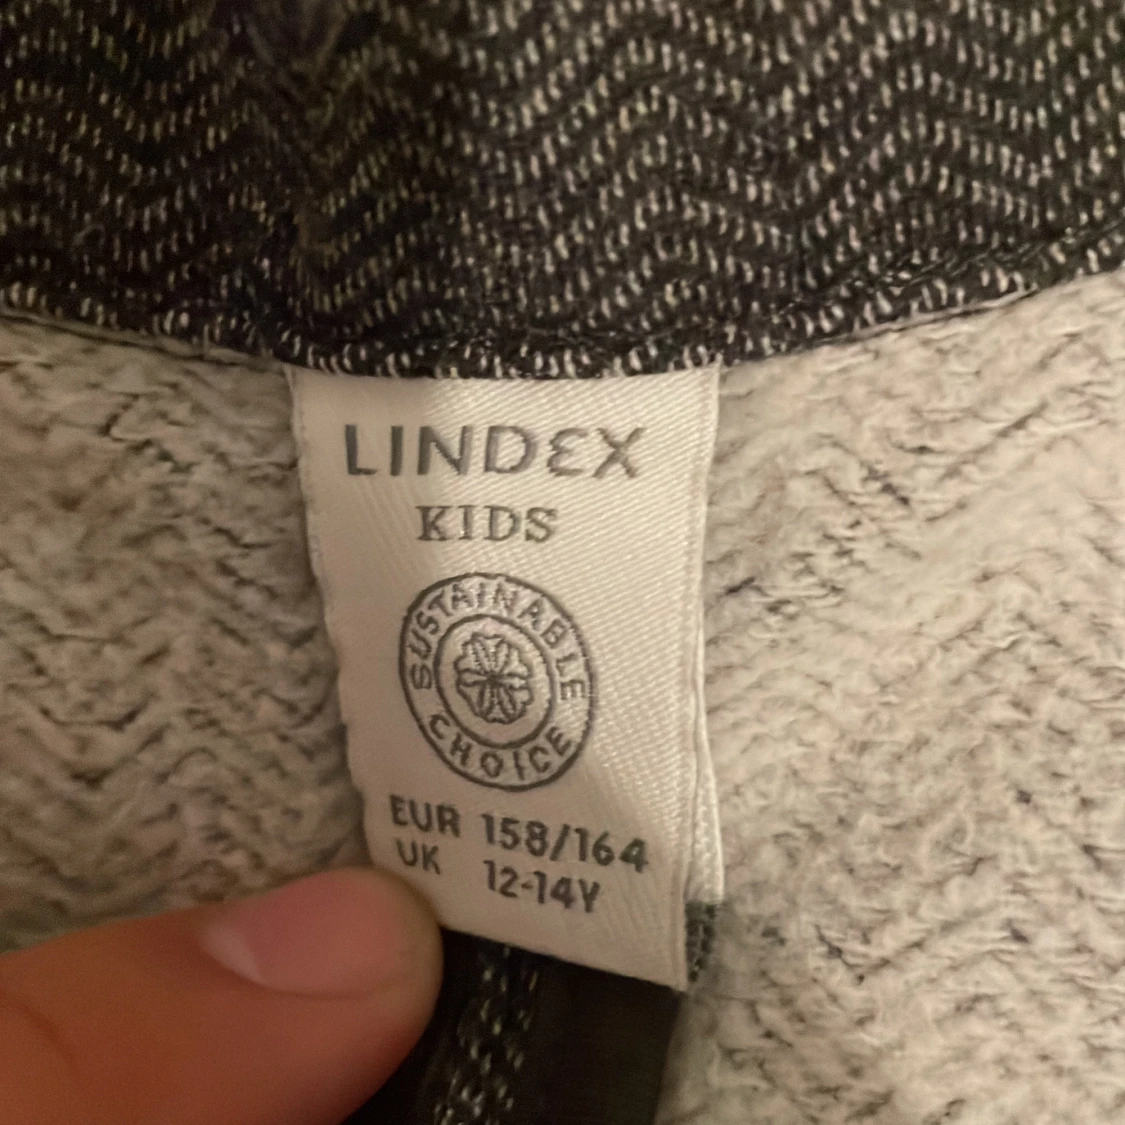 LINDEX
KIDS
SUSTAINABLE
CHOICE
EUR 158/164
UK 12-14Y